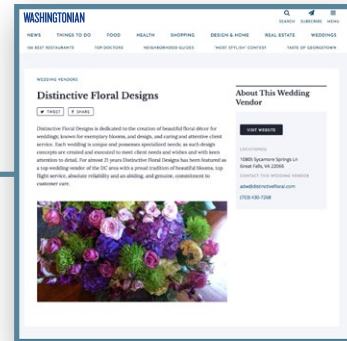 WASHINGTONIAN
SEARCH SUBSCRIBE MENU
NEWS THINGS TO DO FOOD HEALTH SHOPPING DESIGN & HOME REAL ESTATE WEDDINGS
100 BEST RESTAURANTS TOP DOCTORS NEIGHBORHOOD GUIDES "MOST STYLISH" CONTEST TASTE OF GEORGETOWN
WEDDING VENDORS
Distinctive Floral Designs
TWEET SHARE
Distinctive Floral Designs is dedicated to the creation of beautiful floral décor for
weddings; known for exemplary blooms, and design, and caring and attentive client
service. Each wedding is unique and possesses specialized needs; as such design
concepts are created and executed to meet client needs and wishes and with keen
attention to detail. For almost 21 years Distinctive Floral Designs has been featured as
a top wedding vendor of the DC area with a proud tradition of beautiful blooms, top
flight service, absolute reliability and an abiding, and genuine, commitment to
customer care.
About This Wedding
Vendor
VISIT WEBSITE
LOCATION(S)
10805 Sycamore Springs Ln
Great Falls, VA 22066
CONTACT THIS WEDDING VENDOR
(703) 430-7268